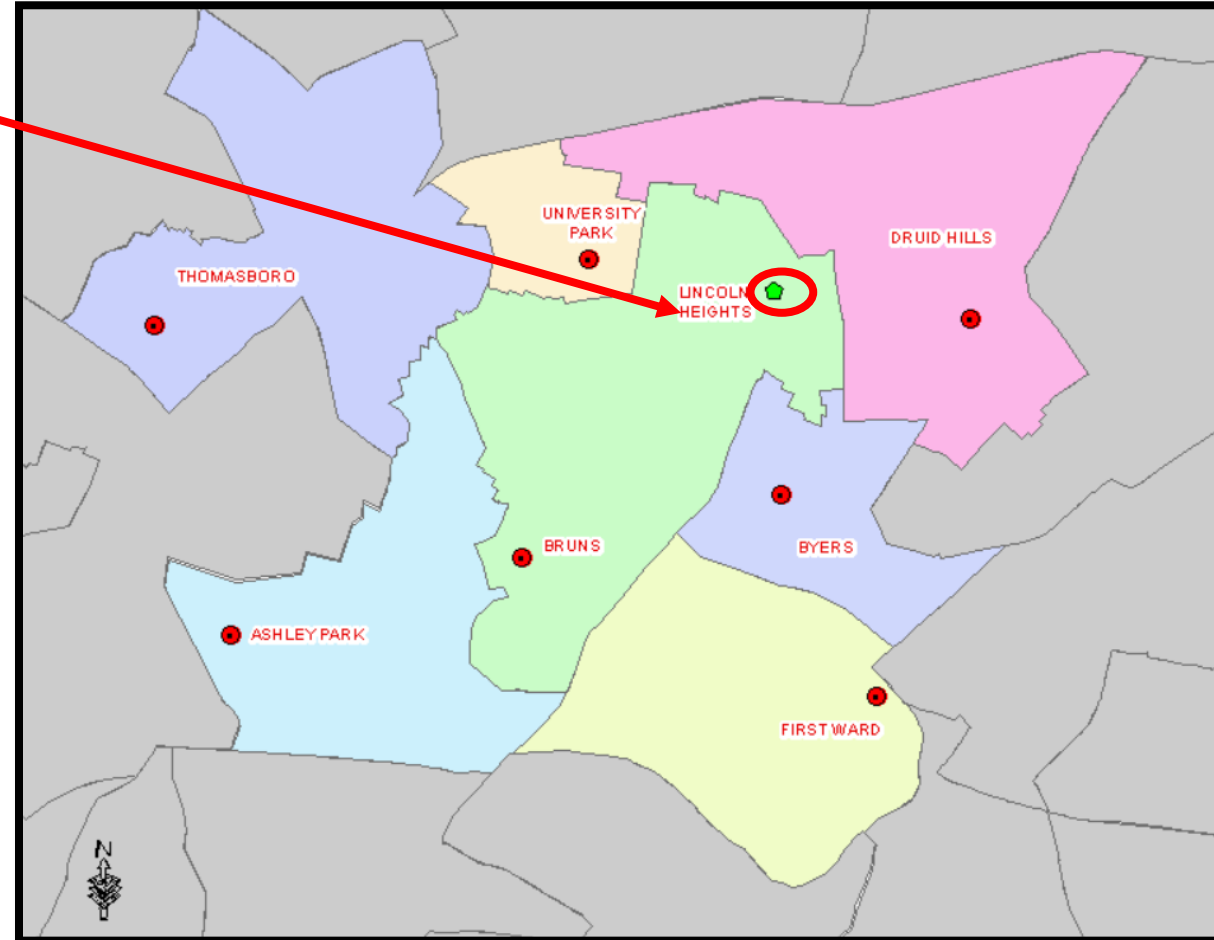 UNIVERSITY
PARK
DRUID HILLS
THOMASBORO
LINCOLN
HEIGHTS
BRUNS
BYERS
ASHLEY PARK
FIRST WARD
N